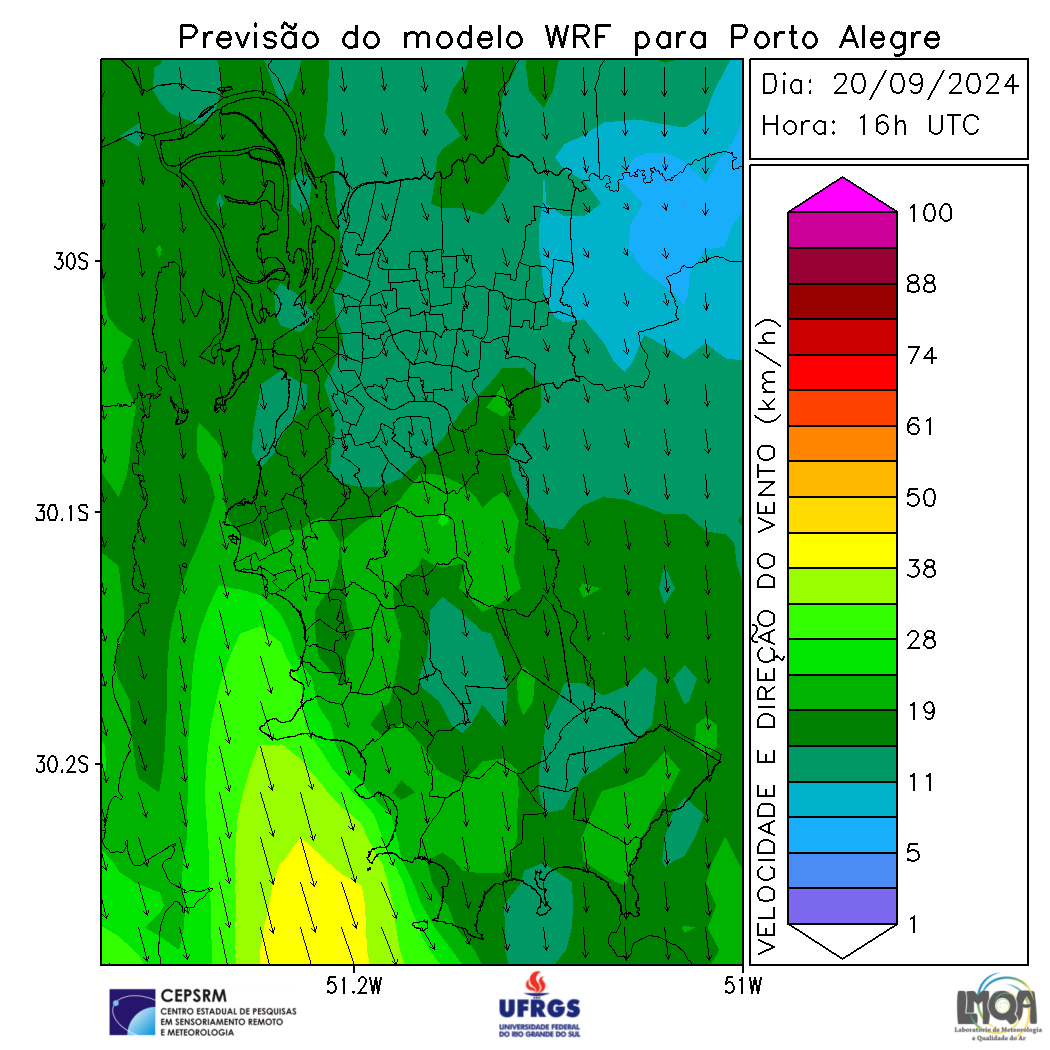 Previsão do modelo WRF para Porto Alegre
Dia: 20/09/2024
Hora: 16h UTC
30S
30.1S
30.2S
51.2W
51W
VELOCIDADE E DIREÇÃO DO VENTO (km/h)
100
88
74
61
50
38
28
19
11
5
1
CEPSRM
CENTRO ESTADUAL DE PESQUISAS
EM SENSORIAMENTO REMOTO
E METEOROLOGIA
UFRGS
UNIVERSIDADE FEDERAL
DO RIO GRANDE DO SUL
LMQA
Laboratório de Meteorologia
e Qualidade do Ar